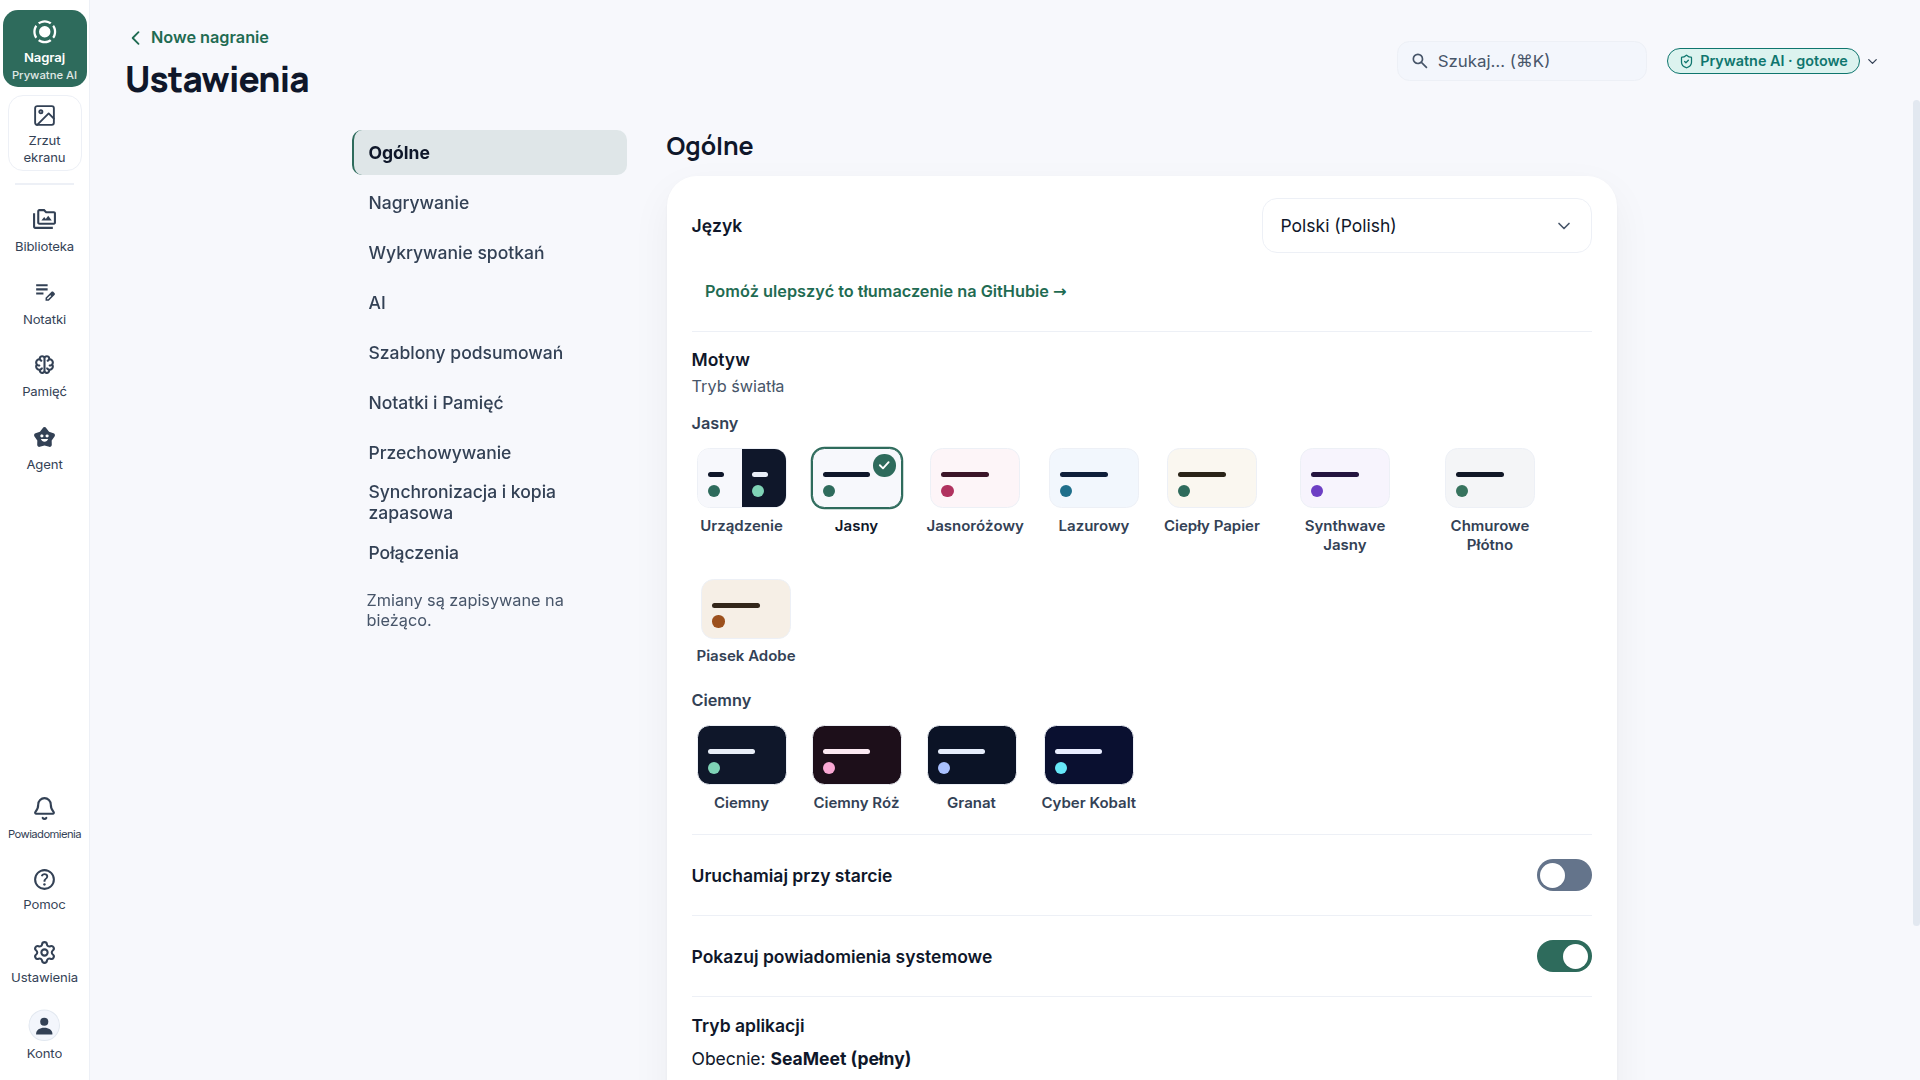 Nagraj
Prywatne AI
Zrzut
ekranu
Biblioteka
Notatki
Pamięć
Agent
Powiadomienia
Pomoc
Ustawienia
Konto
Nowe nagranie
Ustawienia
Szukaj... (⌘K)
Prywatne AI · gotowe
Ogólne
Nagrywanie
Wykrywanie spotkań
AI
Szablony podsumowań
Notatki i Pamięć
Przechowywanie
Synchronizacja i kopia
zapasowa
Połączenia
Zmiany są zapisywane na
bieżąco.
Ogólne
Język
Polski (Polish)
Pomóż ulepszyć to tłumaczenie na GitHubie →
Motyw
Tryb światła
Jasny
Urządzenie
Jasny
Jasnoróżowy
Lazurowy
Ciepły Papier
Synthwave
Jasny
Chmurowe
Płótno
Piasek Adobe
Ciemny
Ciemny
Ciemny Róż
Granat
Cyber Kobalt
Uruchamiaj przy starcie
Pokazuj powiadomienia systemowe
Tryb aplikacji
Obecnie: SeaMeet (pełny)